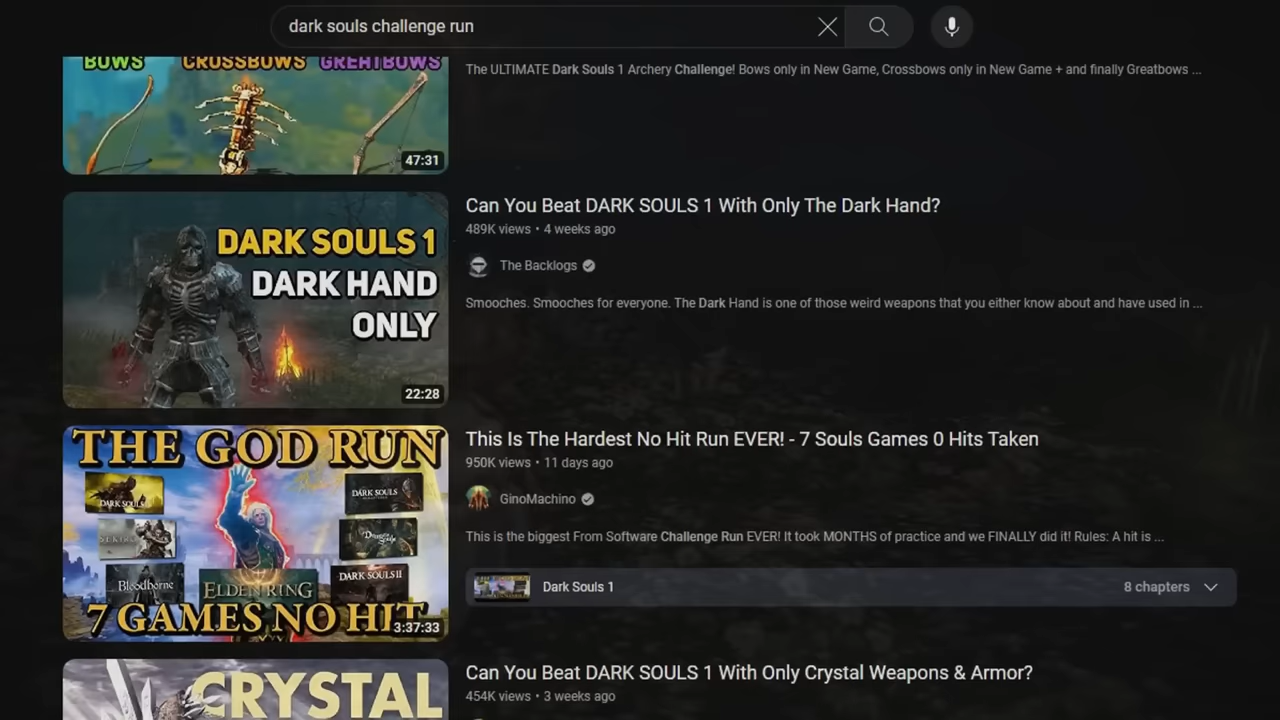 dark souls challenge run
BOWS CROSSBOWS GREATBOWS
47:31
The ULTIMATE Dark Souls 1 Archery Challenge! Bows only in New Game, Crossbows only in New Game + and finally Greatbows ...
DARK SOULS 1
DARK HAND
ONLY
22:28
Can You Beat DARK SOULS 1 With Only The Dark Hand?
489K views • 4 weeks ago
The Backlogs
Smooches. Smooches for everyone. The Dark Hand is one of those weird weapons that you either know about and have used in ...
THE GOD RUN
DARK SOULS
DARK SOULS
SEKIRO
Demon's Souls
Bloodborne
ELDEN RING
DARK SOULS II
7 GAMES NO HIT
3:37:33
This Is The Hardest No Hit Run EVER! - 7 Souls Games 0 Hits Taken
950K views • 11 days ago
GinoMachino
This is the biggest From Software Challenge Run EVER! It took MONTHS of practice and we FINALLY did it! Rules: A hit is ...
Dark Souls 1
8 chapters
CRYSTAL
Can You Beat DARK SOULS 1 With Only Crystal Weapons & Armor?
454K views • 3 weeks ago